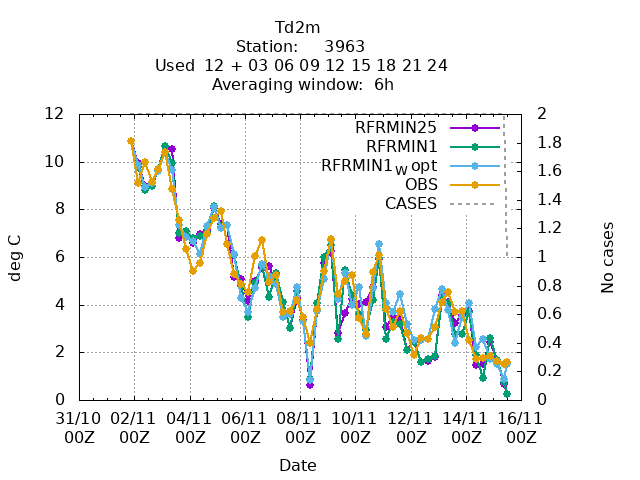 Td2m
Station: 3963
Used 12 + 03 06 09 12 15 18 21 24
Averaging window: 6h
RFRMIN25
RFRMIN1
RFRMIN1w opt
OBS
CASES
deg C
12
10
8
6
4
2
0
No cases
2
1.8
1.6
1.4
1.2
1
0.8
0.6
0.4
0.2
0
31/10 02/11 04/11 06/11 08/11 10/11 12/11 14/11 16/11
00Z 00Z 00Z 00Z 00Z 00Z 00Z 00Z 00Z
Date